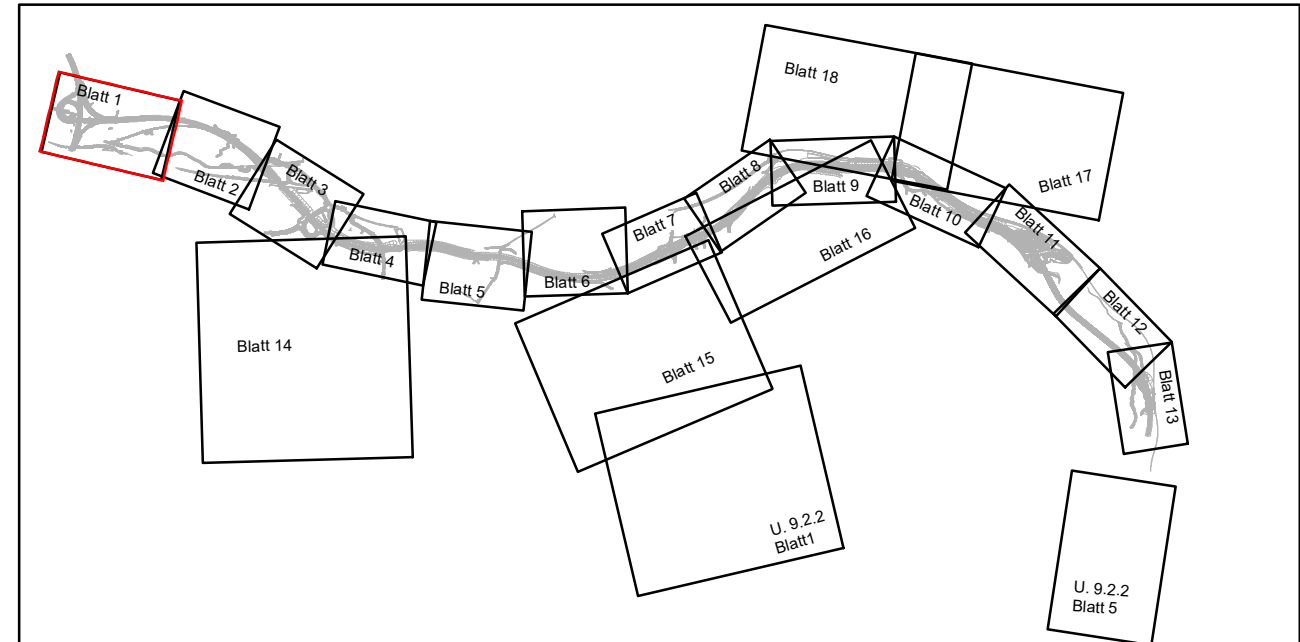 Blatt 1
Blatt 2
Blatt 3
Blatt 4
Blatt 5
Blatt 6
Blatt 7
Blatt 8
Blatt 9
Blatt 10
Blatt 11
Blatt 12
Blatt 13
Blatt 14
Blatt 15
Blatt 16
Blatt 17
Blatt 18
U. 9.2.2
Blatt1
U. 9.2.2
Blatt 5